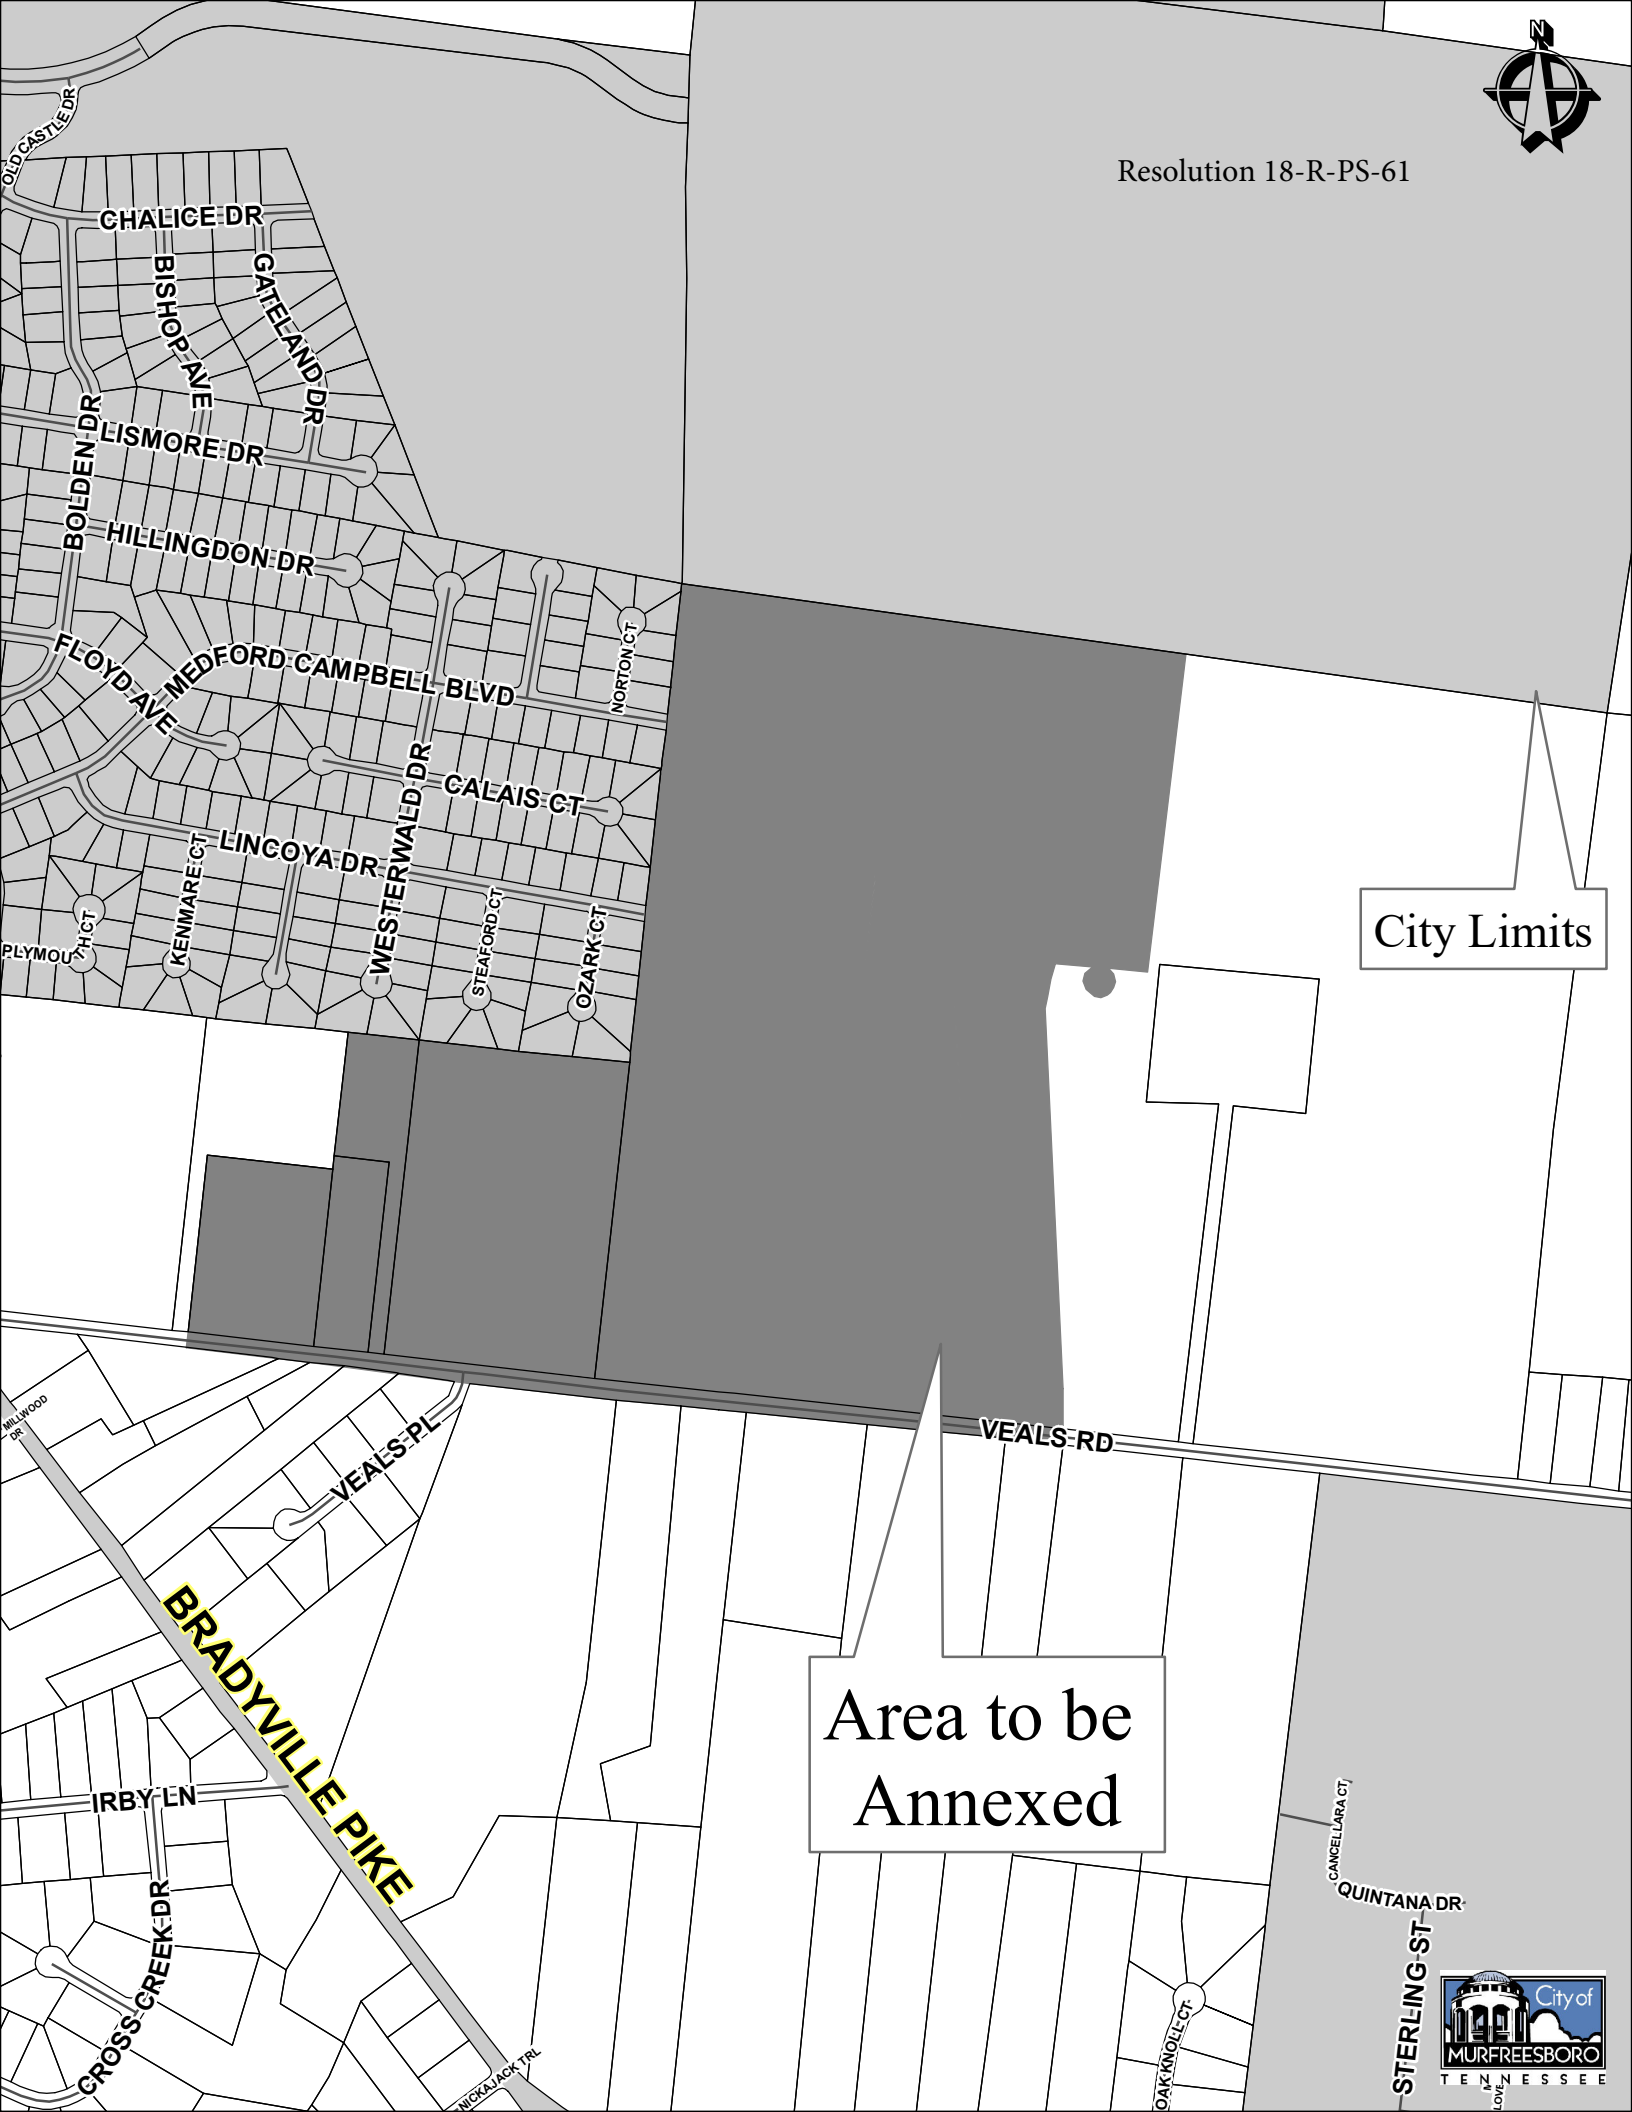 N
Resolution 18-R-PS-61
OLD CASTLE DR
CHALICE DR
BISHOP AVE
GATELAND DR
BOLDEN DR
LISMORE DR
HILLINGDON DR
FLOYD AVE
MEDFORD CAMPBELL BLVD
NORTON CT
WESTERWALD DR
CALAIS CT
LINCOYA DR
KENMARE CT
STEAFORD CT
OZARK CT
PLYMOUTH CT
City Limits
MILLWOOD
DR
VEALS PL
VEALS RD
BRADYVILLE PIKE
Area to be
Annexed
IRBY LN
CROSS CREEK DR
NICKAJACK TRL
OAK KNOLL CT
CANCELLARA CT
QUINTANA DR
STERLING ST
City of
MURFREESBORO
TENNESSEE